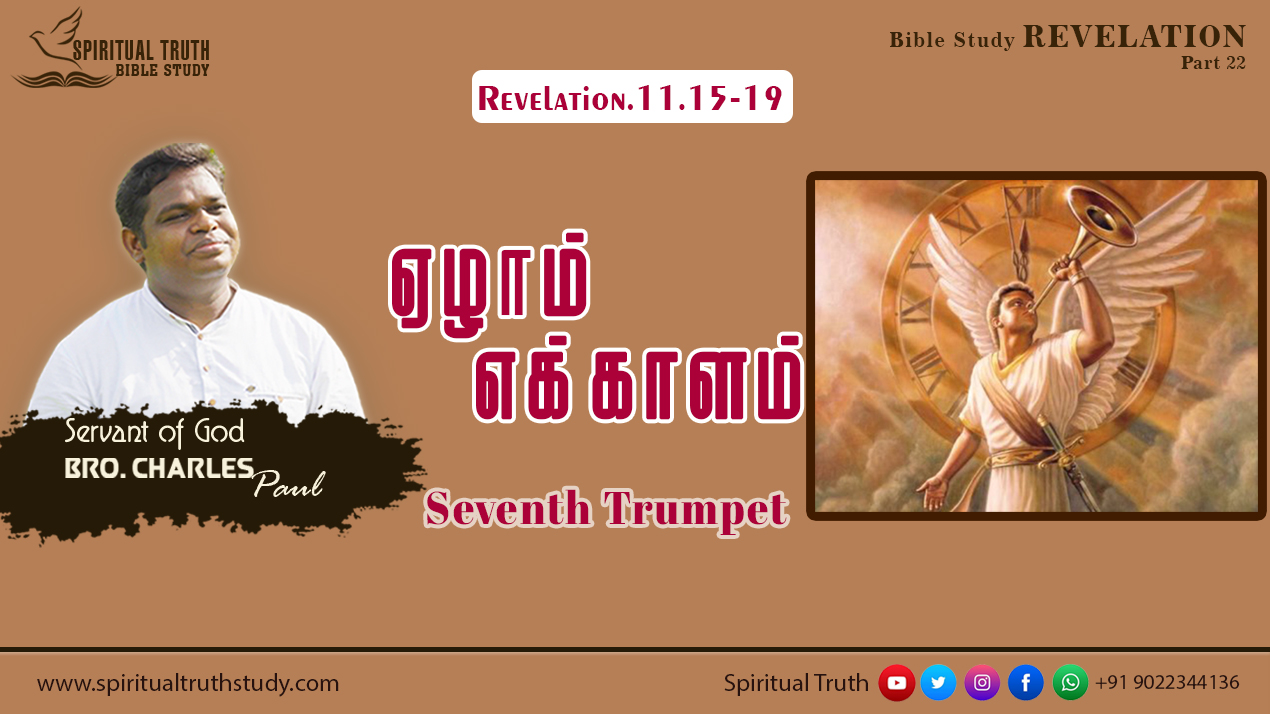 SPIRITUAL TRUTH
BIBLE STUDY
Bible Study REVELATION
Part 22
Revelation.11.15-19
ஏழாம்
எக்காளம்
Seventh Trumpet
Servant of God
BRO. CHARLES
Paul
www.spiritualtruthstudy.com
Spiritual Truth
+91 9022344136